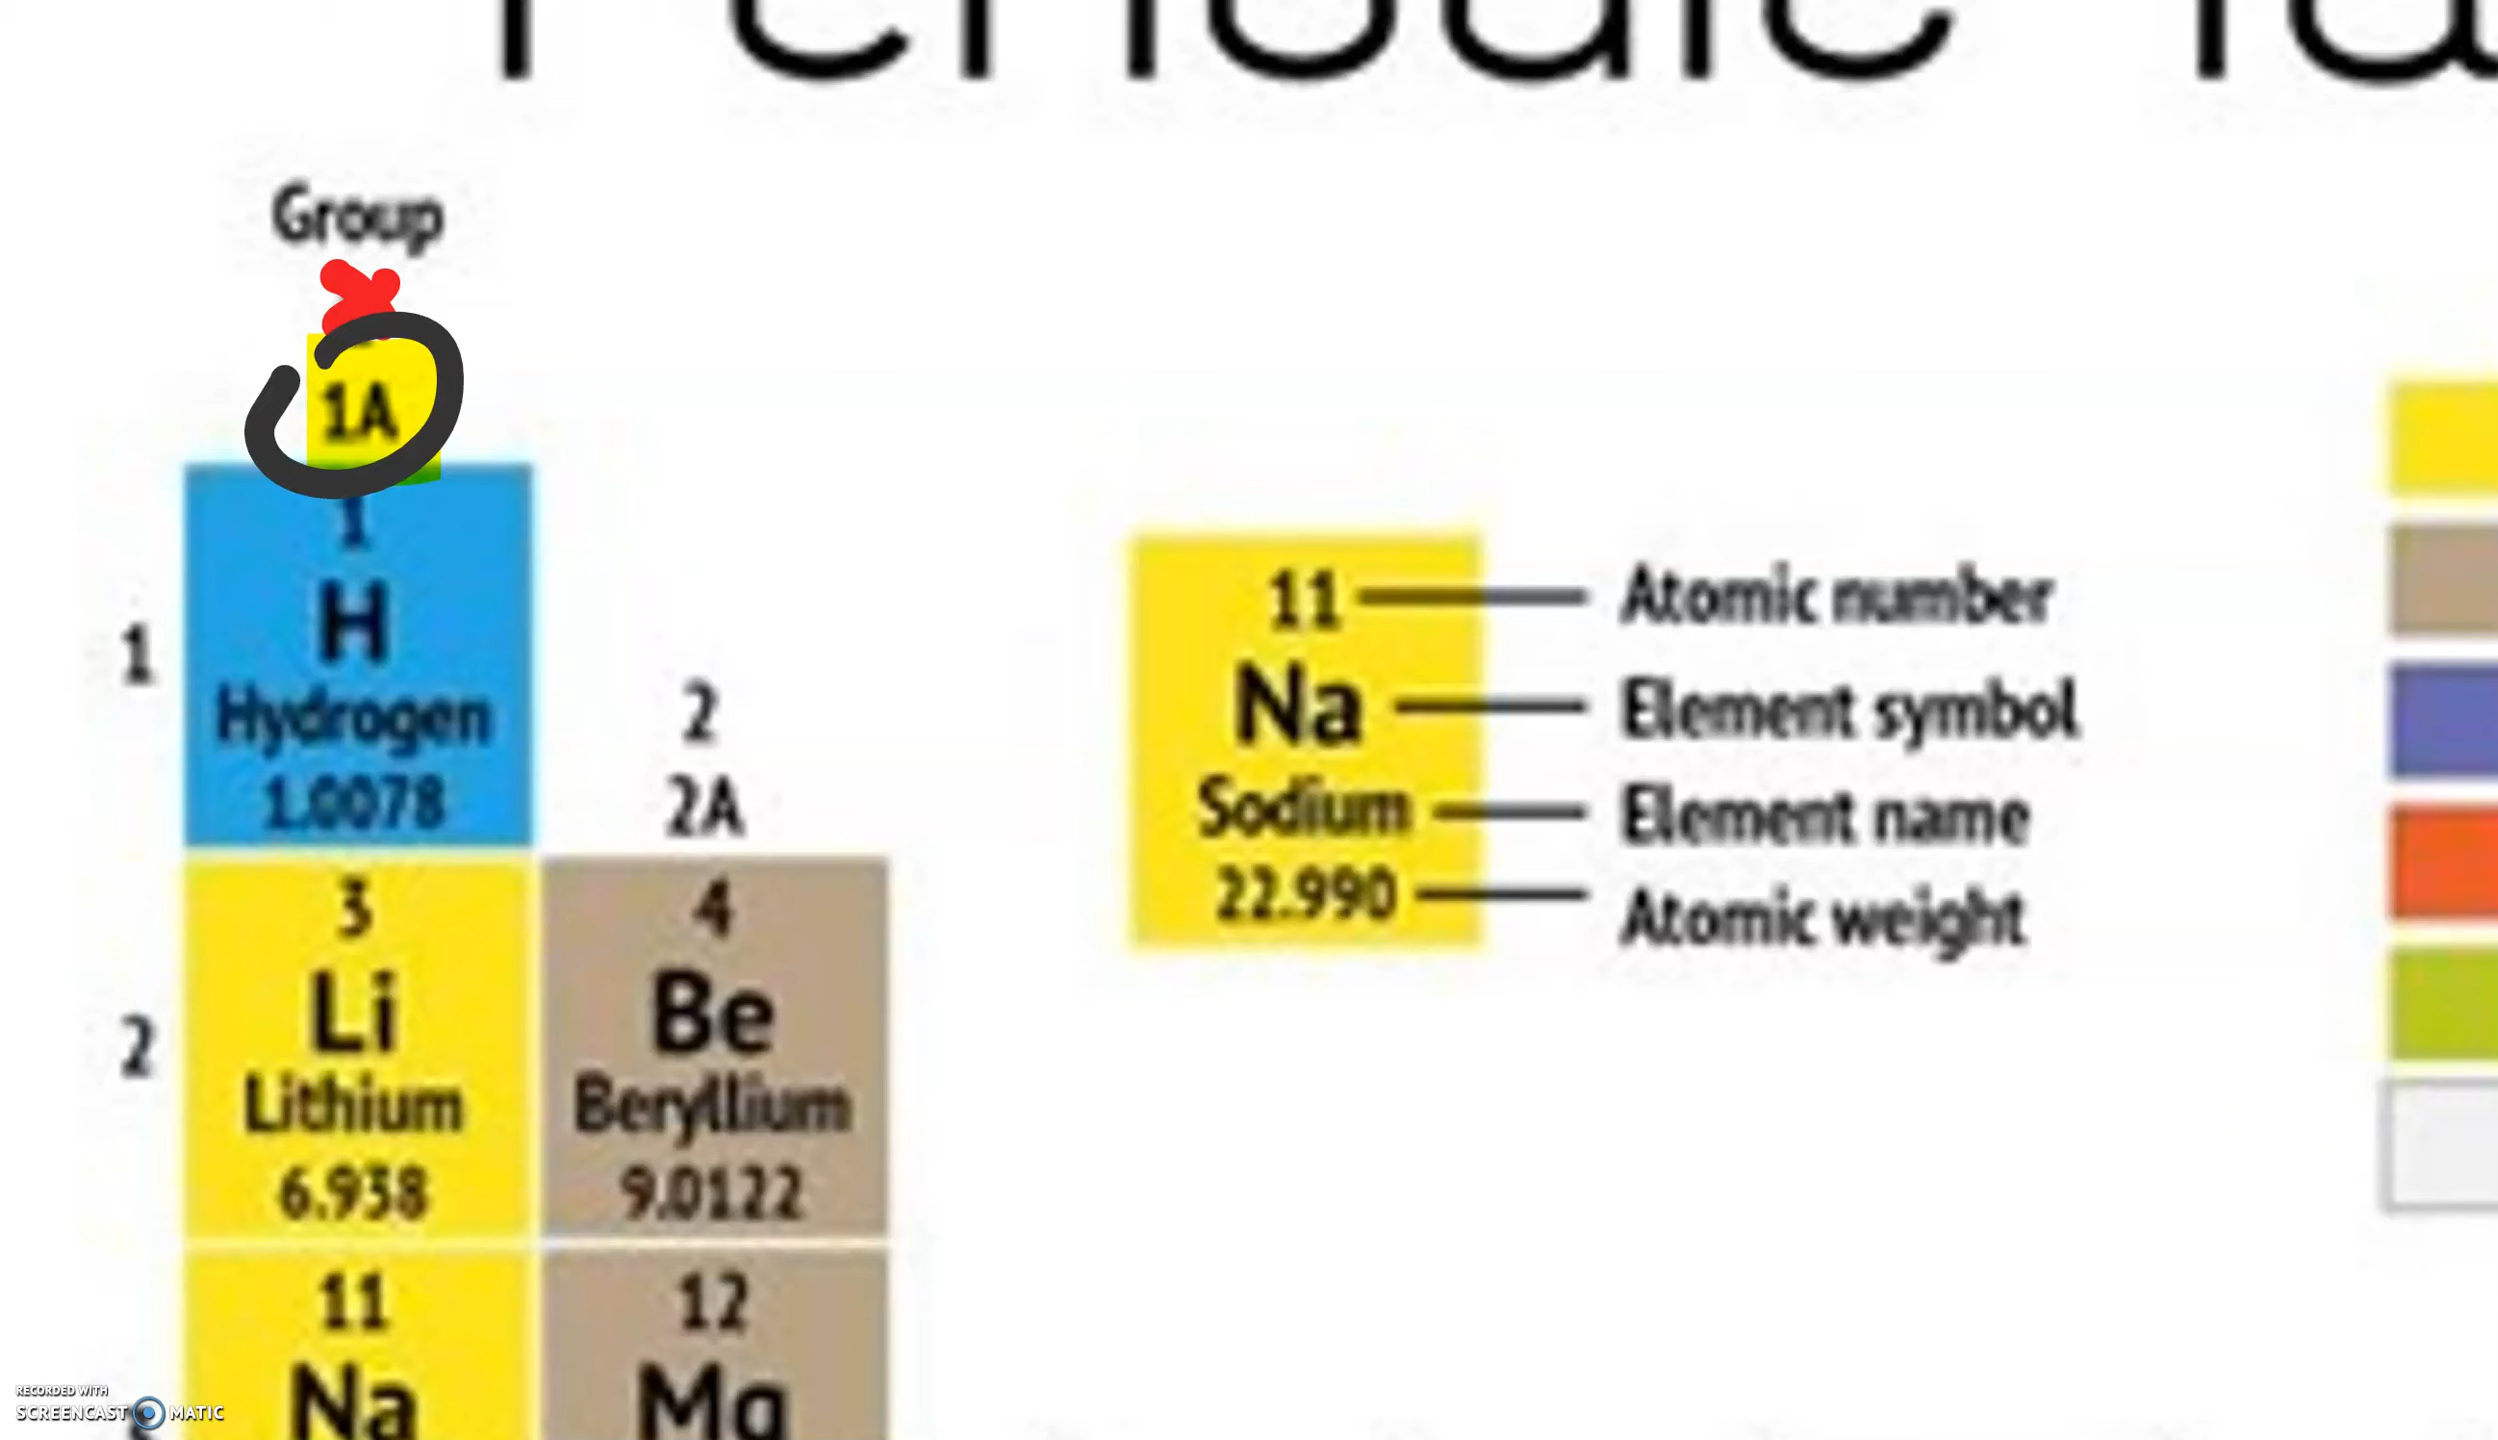 Periodic Ta
Group
1A
1
H
Hydrogen
1.0078
1
2
2A
3
Li
Lithium
6.938
2
4
Be
Beryllium
9.0122
11
Na
12
Mg
11
Na
Sodium
22.990
Atomic number
Element symbol
Element name
Atomic weight
RECORDED WITH
SCREENCAST MATIC